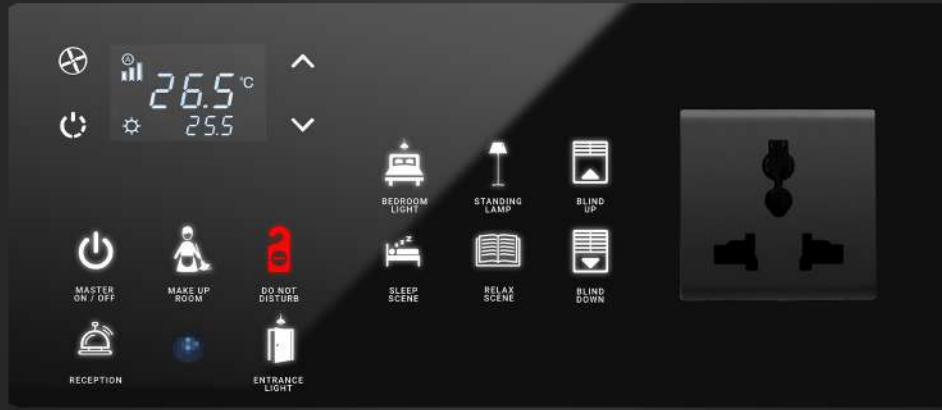 A
26.5°C
25.5
BEDROOM
LIGHT
STANDING
LAMP
BLIND
UP
MASTER
ON / OFF
MAKE UP
ROOM
DO NOT
DISTURB
SLEEP
SCENE
RELAX
SCENE
BLIND
DOWN
RECEPTION
ENTRANCE
LIGHT